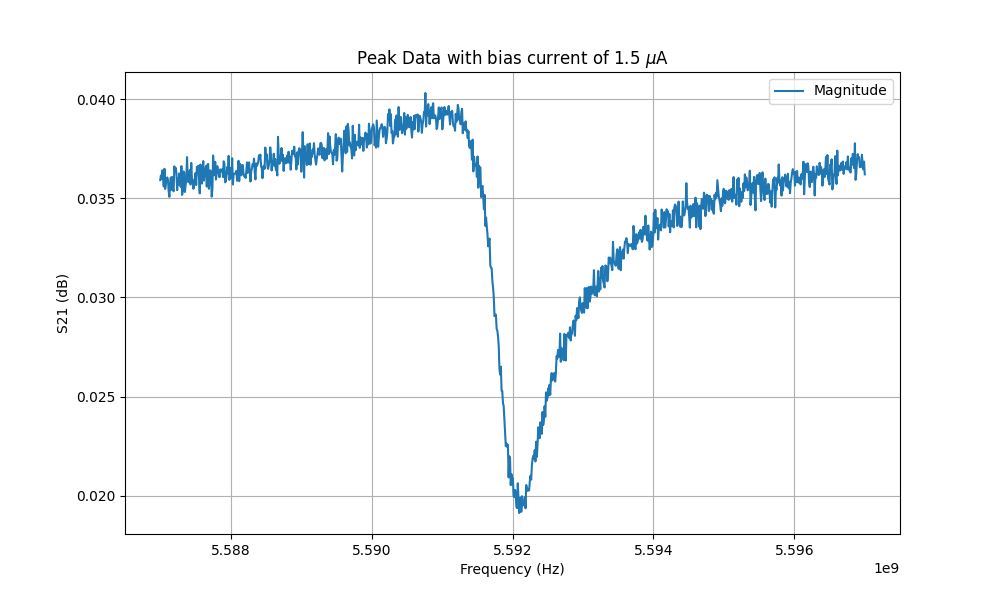 Peak Data with bias current of 1.5 μA
Magnitude
0.040
0.035
0.030
0.025
0.020
S21 (dB)
5.588 5.590 5.592 5.594 5.596
1e9
Frequency (Hz)